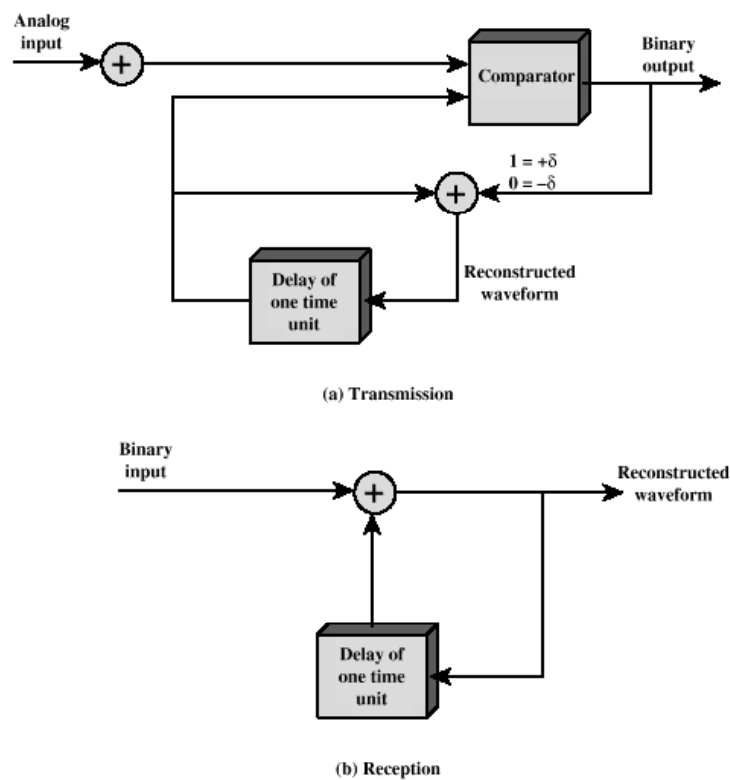 Analog
input
+
Comparator
Binary
output
1 = +δ
0 = −δ
+
Delay of
one time
unit
Reconstructed
waveform
(a) Transmission
Binary
input
+
Reconstructed
waveform
Delay of
one time
unit
(b) Reception